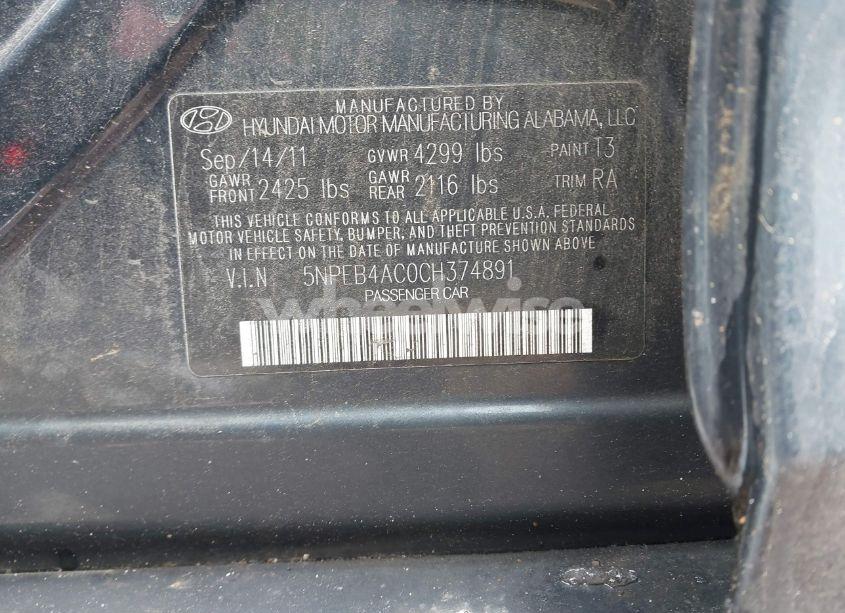 MANUFACTURED BY
HYUNDAI MOTOR MANUFACTURING ALABAMA, LLC
Sep/14/11 GVWR 4299 lbs PAINT T3
GAWR FRONT 2425 lbs GAWR REAR 2116 lbs TRIM RA
THIS VEHICLE CONFORMS TO ALL APPLICABLE U.S.A. FEDERAL
MOTOR VEHICLE SAFETY, BUMPER, AND THEFT PREVENTION STANDARDS
IN EFFECT ON THE DATE OF MANUFACTURE SHOWN ABOVE
V.I.N 5NPEB4AC0CH374891
PASSENGER CAR
wheelwise